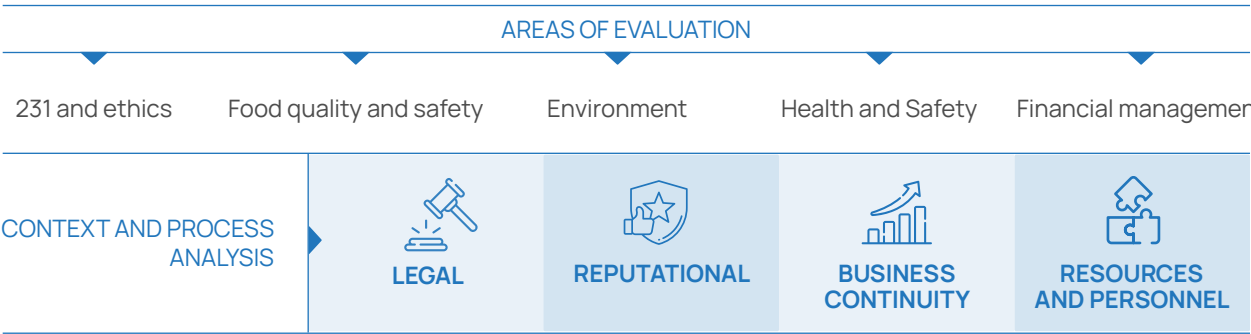 AREAS OF EVALUATION
231 and ethics
Food quality and safety
Environment
Health and Safety
Financial managemen
CONTEXT AND PROCESS
ANALYSIS
LEGAL
REPUTATIONAL
BUSINESS
CONTINUITY
RESOURCES
AND PERSONNEL